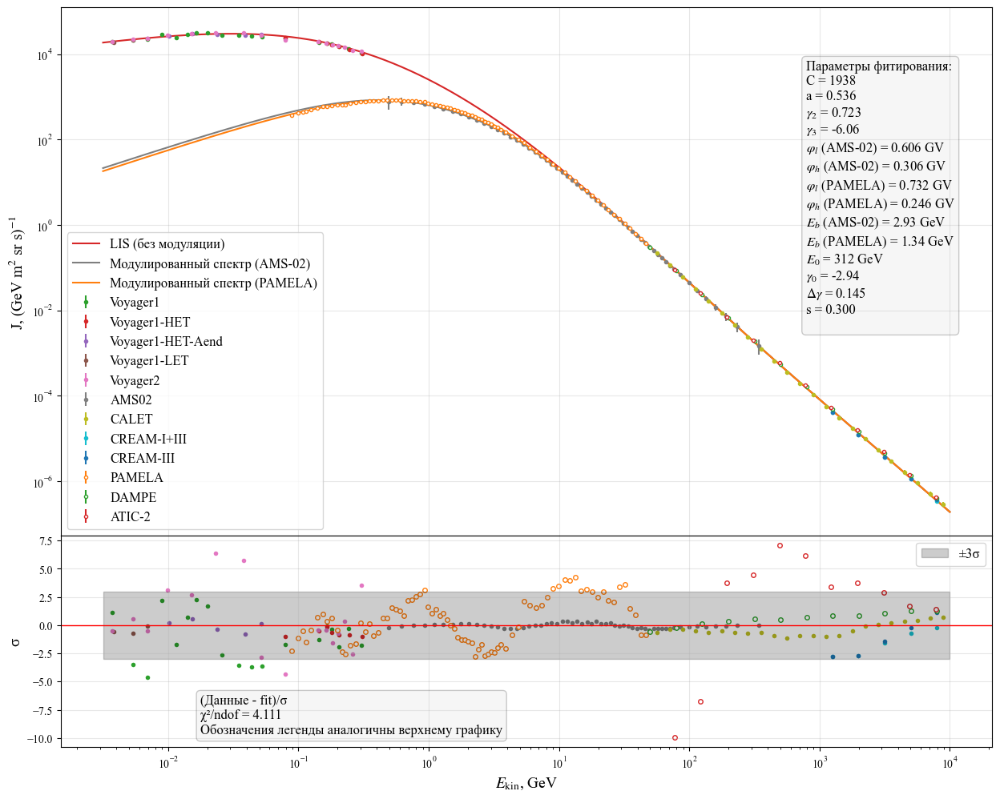 10⁴
10²
10⁰
10⁻²
10⁻⁴
10⁻⁶
J, (GeV m² sr s)⁻¹
Параметры фитирования:
C = 1938
a = 0.536
γ₂ = 0.723
γ₃ = -6.06
φₗ (AMS-02) = 0.606 GV
φₕ (AMS-02) = 0.306 GV
φₗ (PAMELA) = 0.732 GV
φₕ (PAMELA) = 0.246 GV
E_b (AMS-02) = 2.93 GeV
E_b (PAMELA) = 1.34 GeV
E₀ = 312 GeV
γ₀ = -2.94
Δγ = 0.145
s = 0.300
LIS (без модуляции)
Модулированный спектр (AMS-02)
Модулированный спектр (PAMELA)
Voyager1
Voyager1-HET
Voyager1-HET-Aend
Voyager1-LET
Voyager2
AMS02
CALET
CREAM-I+III
CREAM-III
PAMELA
DAMPE
ATIC-2
7.5
5.0
2.5
0.0
−2.5
−5.0
−7.5
−10.0
σ
±3σ
(Данные - fit)/σ
χ²/ndof = 4.111
Обозначения легенды аналогичны верхнему графику
10⁻²
10⁻¹
10⁰
10¹
10²
10³
10⁴
E_kin, GeV